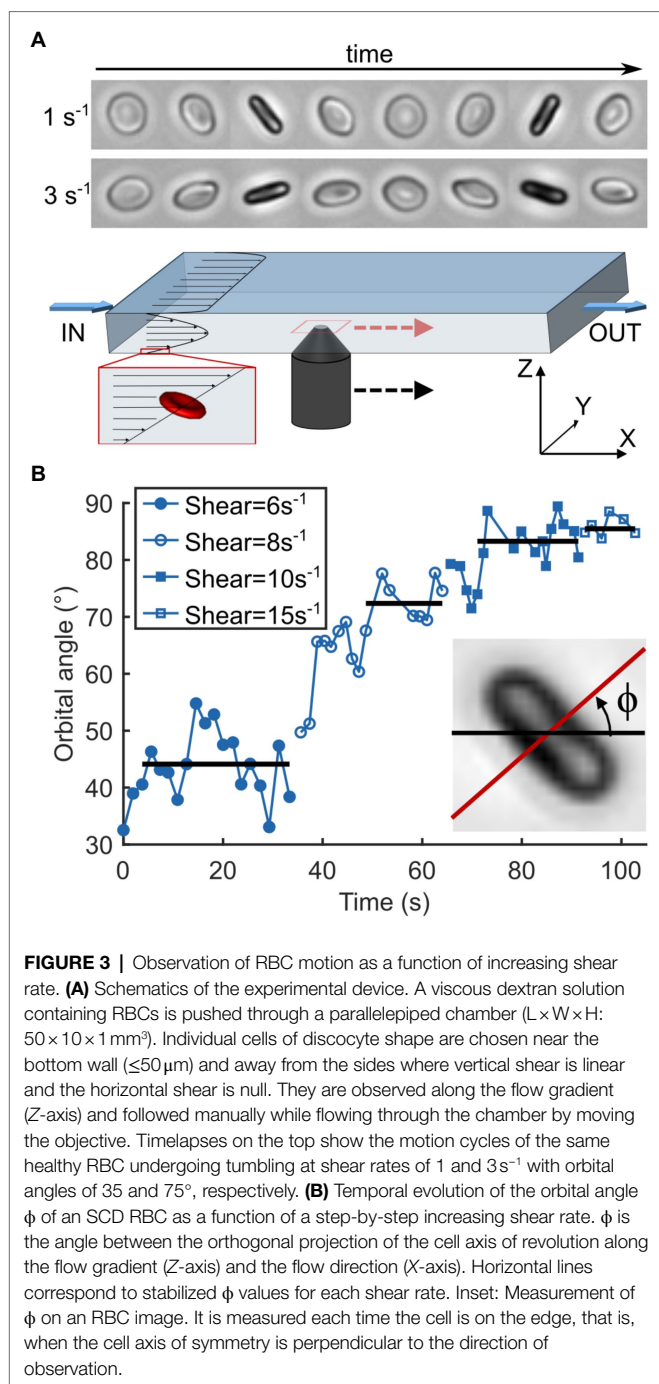 A
time
1 s⁻¹
3 s⁻¹
IN
OUT
Z
Y
X
B
90
80
70
60
50
40
30
Orbital angle (°)
Shear=6s⁻¹
Shear=8s⁻¹
Shear=10s⁻¹
Shear=15s⁻¹
ϕ
0 20 40 60 80 100
Time (s)
FIGURE 3 | Observation of RBC motion as a function of increasing shear
rate. (A) Schematics of the experimental device. A viscous dextran solution
containing RBCs is pushed through a parallelepiped chamber (L×W×H:
50×10×1mm³). Individual cells of discocyte shape are chosen near the
bottom wall (≤50μm) and away from the sides where vertical shear is linear
and the horizontal shear is null. They are observed along the flow gradient
(Z-axis) and followed manually while flowing through the chamber by moving
the objective. Timelapses on the top show the motion cycles of the same
healthy RBC undergoing tumbling at shear rates of 1 and 3s⁻¹ with orbital
angles of 35 and 75°, respectively. (B) Temporal evolution of the orbital angle
ϕ of an SCD RBC as a function of a step-by-step increasing shear rate. ϕ is
the angle between the orthogonal projection of the cell axis of revolution along
the flow gradient (Z-axis) and the flow direction (X-axis). Horizontal lines
correspond to stabilized ϕ values for each shear rate. Inset: Measurement of
ϕ on an RBC image. It is measured each time the cell is on the edge, that is,
when the cell axis of symmetry is perpendicular to the direction of
observation.